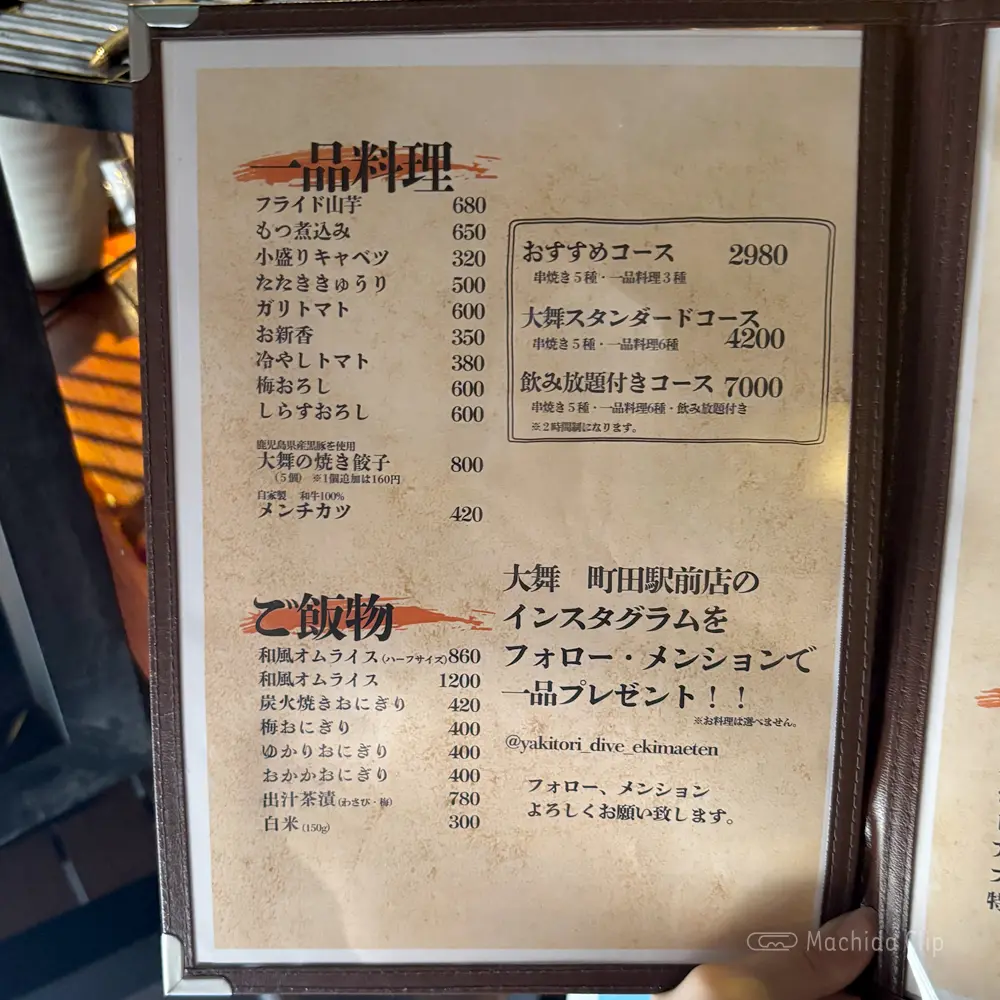 一品料理
フライド山芋 680
もつ煮込み 650
小盛りキャベツ 320
たたききゅうり 500
ガリトマト 600
お新香 350
冷やしトマト 380
梅おろし 600
しらすおろし 600
鹿児島県産黒豚を使用
大舞の焼き餃子 800
(5個) ※1個追加は160円
自家製 和牛100%
メンチカツ 420
ご飯物
和風オムライス(ハーフサイズ)860
和風オムライス 1200
炭火焼きおにぎり 420
梅おにぎり 400
ゆかりおにぎり 400
おかかおにぎり 400
出汁茶漬(わさび・梅) 780
白米(150g) 300
おすすめコース 2980
串焼き5種・一品料理3種
大舞スタンダードコース
串焼き5種・一品料理6種 4200
飲み放題付きコース 7000
串焼き5種・一品料理6種・飲み放題付き
※2時間制になります。
大舞 町田駅前店の
インスタグラムを
フォロー・メンションで
一品プレゼント!!
※お料理は選べません。
@yakitori_dive_ekimaeten
フォロー、メンション
よろしくお願い致します。
Machida Clip